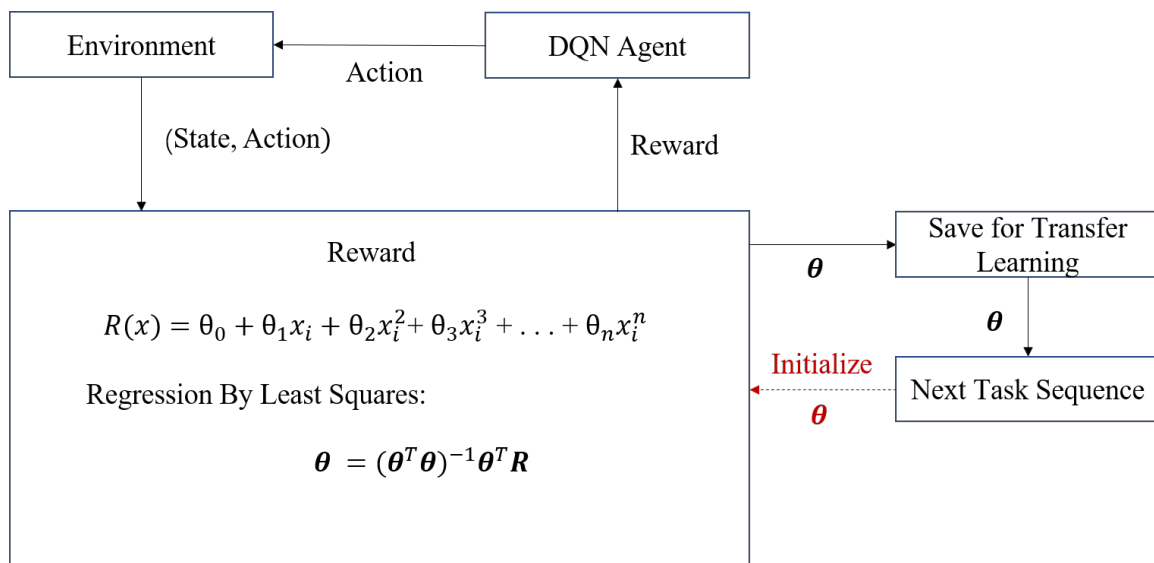 Environment
DQN Agent
Action
(State, Action)
Reward
Reward
R(x) = θ₀ + θ₁xᵢ + θ₂xᵢ² + θ₃xᵢ³ + . . . + θₙxᵢⁿ
Regression By Least Squares:
θ = (θᵀθ)⁻¹θᵀR
θ
Save for Transfer
Learning
θ
Initialize
θ
Next Task Sequence